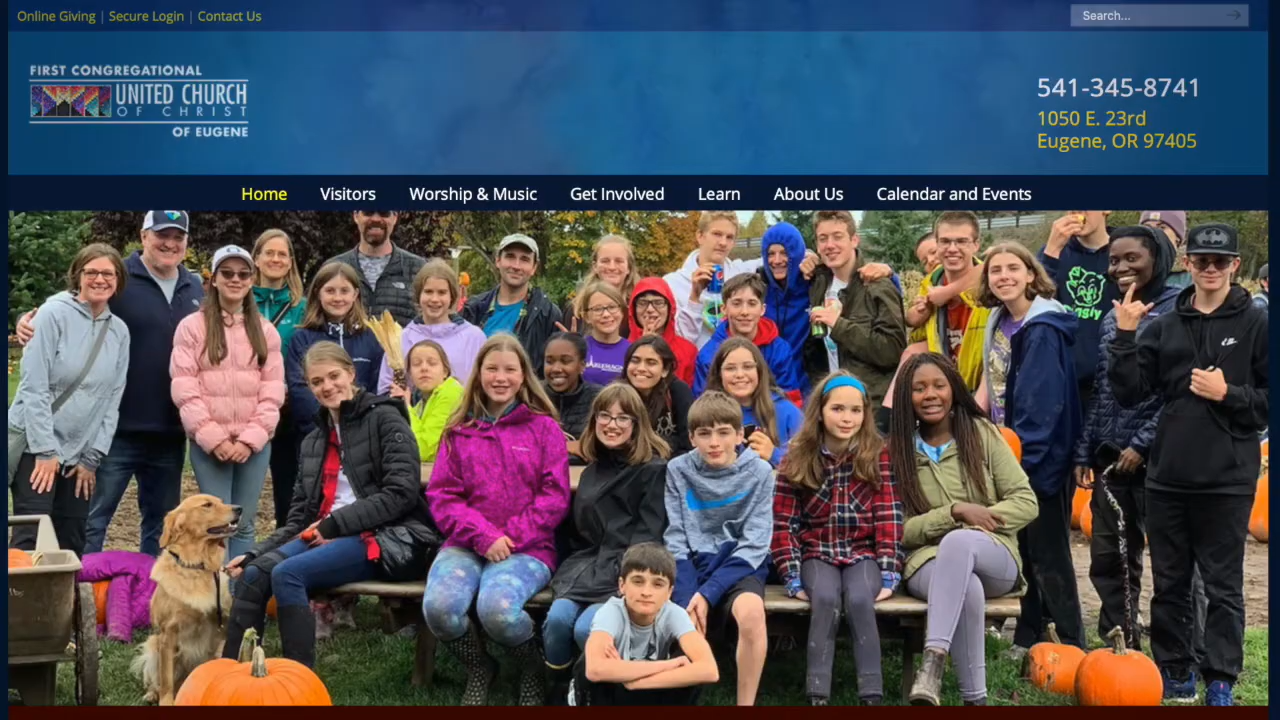 Online Giving | Secure Login | Contact Us
Search...
FIRST CONGREGATIONAL
UNITED CHURCH
OF CHRIST
OF EUGENE
541-345-8741
1050 E. 23rd
Eugene, OR 97405
Home Visitors Worship & Music Get Involved Learn About Us Calendar and Events